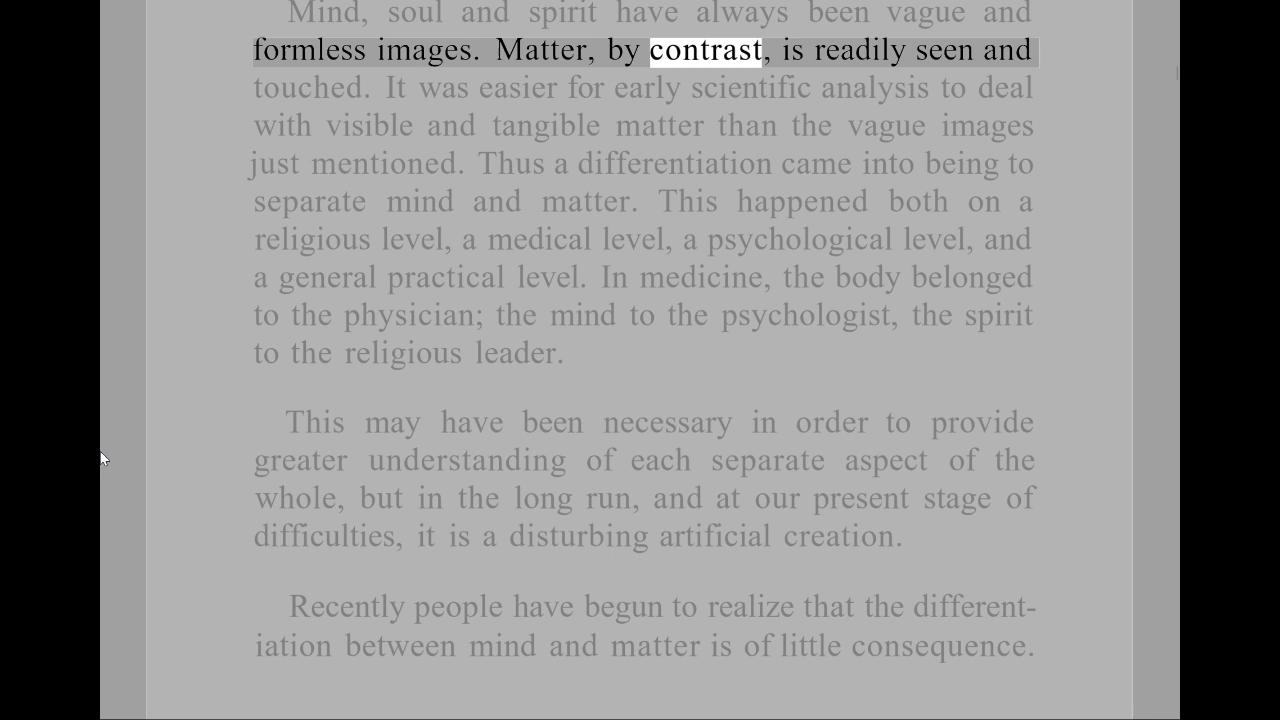 Mind, soul and spirit have always been vague and
formless images. Matter, by contrast, is readily seen and
touched. It was easier for early scientific analysis to deal
with visible and tangible matter than the vague images
just mentioned. Thus a differentiation came into being to
separate mind and matter. This happened both on a
religious level, a medical level, a psychological level, and
a general practical level. In medicine, the body belonged
to the physician; the mind to the psychologist, the spirit
to the religious leader.
This may have been necessary in order to provide
greater understanding of each separate aspect of the
whole, but in the long run, and at our present stage of
difficulties, it is a disturbing artificial creation.
Recently people have begun to realize that the different-
iation between mind and matter is of little consequence.